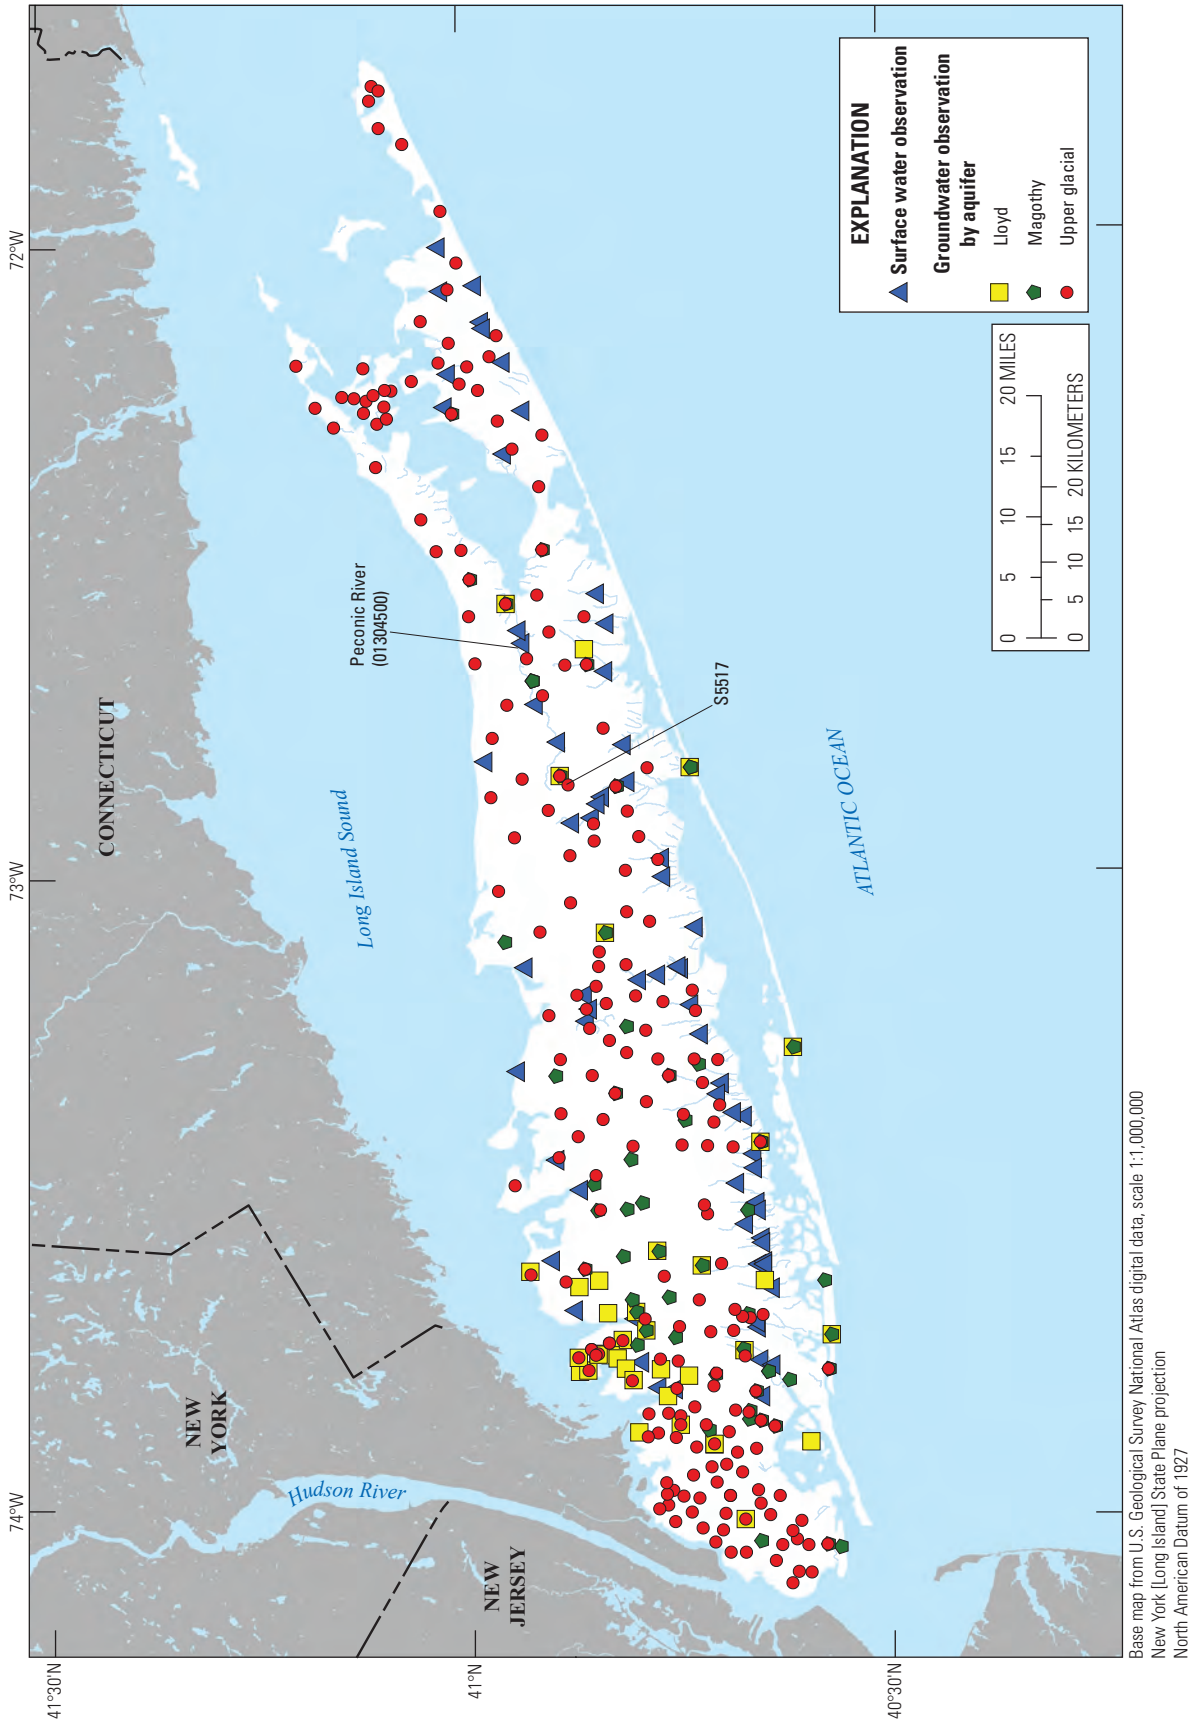 74°W
73°W
72°W
41°30'N
41°N
40°30'N
CONNECTICUT
NEW
YORK
NEW
JERSEY
Hudson River
Long Island Sound
ATLANTIC OCEAN
Peconic River
(01304500)
S5517
EXPLANATION
Surface water observation
Groundwater observation
by aquifer
Lloyd
Magothy
Upper glacial
0 5 10 15 20 MILES
0 5 10 15 20 KILOMETERS
Base map from U.S. Geological Survey National Atlas digital data, scale 1:1,000,000
New York [Long Island] State Plane projection
North American Datum of 1927